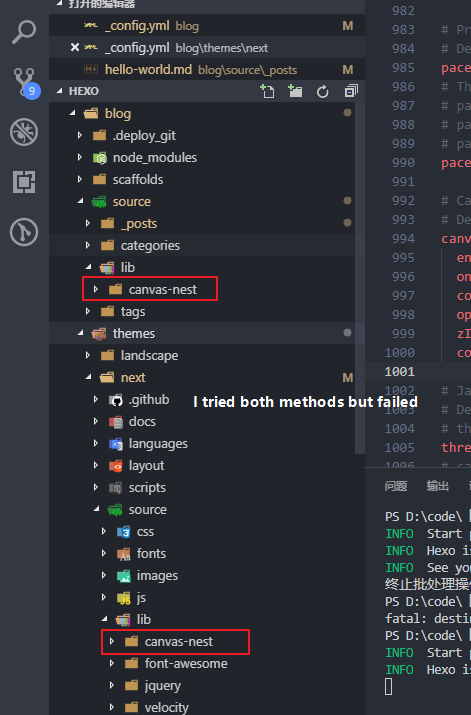 打开的编辑器
_config.yml blog M
_config.yml blog\themes\next
hello-world.md blog\source\_posts M
9
HEXO
blog
.deploy_git
node_modules
scaffolds
source
_posts M
categories
lib
canvas-nest
tags
themes
landscape
next M
.github
I tried both methods but failed
docs
languages
layout
scripts
source
css
fonts
images
js
lib
canvas-nest
font-awesome
jquery
velocity
982
983 # Pr
984 # De
985 pace
986 # Th
987 # pa
988 # pa
989 # pa
990 pace
991
992 # Ca
993 # De
994 canv
995 en
996 on
997 co
998 op
999 zI
1000 co
1001
1002 # Ja
1003 # De
1004 # th
1005 thre
1006 # ca
问题 输出
PS D:\code\
INFO Start p
INFO Hexo is
INFO See you
终止批处理操
PS D:\code\
fatal: destin
PS D:\code\
INFO Start p
INFO Hexo is